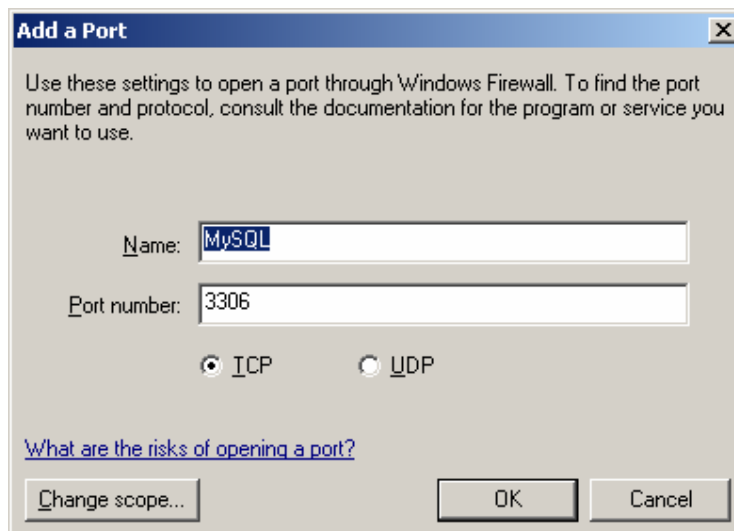 Add a Port
Use these settings to open a port through Windows Firewall. To find the port
number and protocol, consult the documentation for the program or service you
want to use.
Name: MySQL
Port number: 3306
TCP UDP
What are the risks of opening a port?
Change scope... OK Cancel